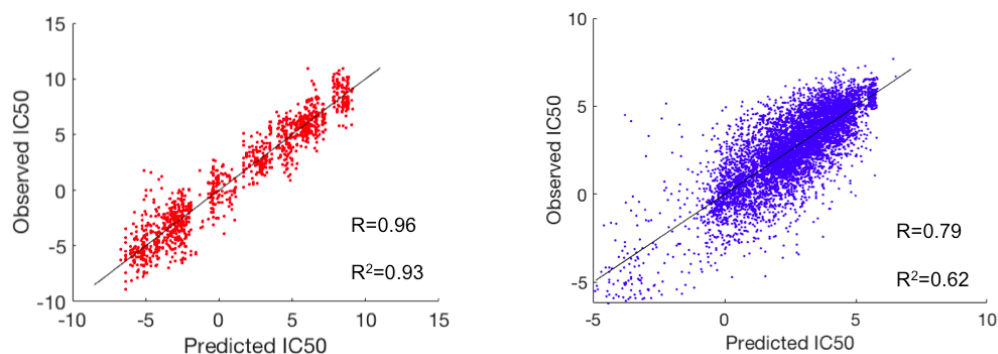 15
10
5
0
-5
-10
Observed IC50
R=0.96
R²=0.93
-10 -5 0 5 10 15
Predicted IC50
10
5
0
-5
Observed IC50
R=0.79
R²=0.62
-5 0 5 10
Predicted IC50